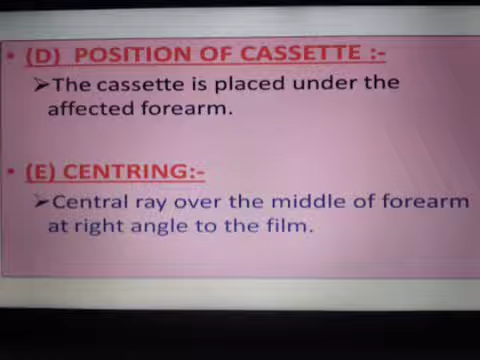 • (D) POSITION OF CASSETTE :-
➤The cassette is placed under the
affected forearm.
• (E) CENTRING:-
➤Central ray over the middle of forearm
at right angle to the film.